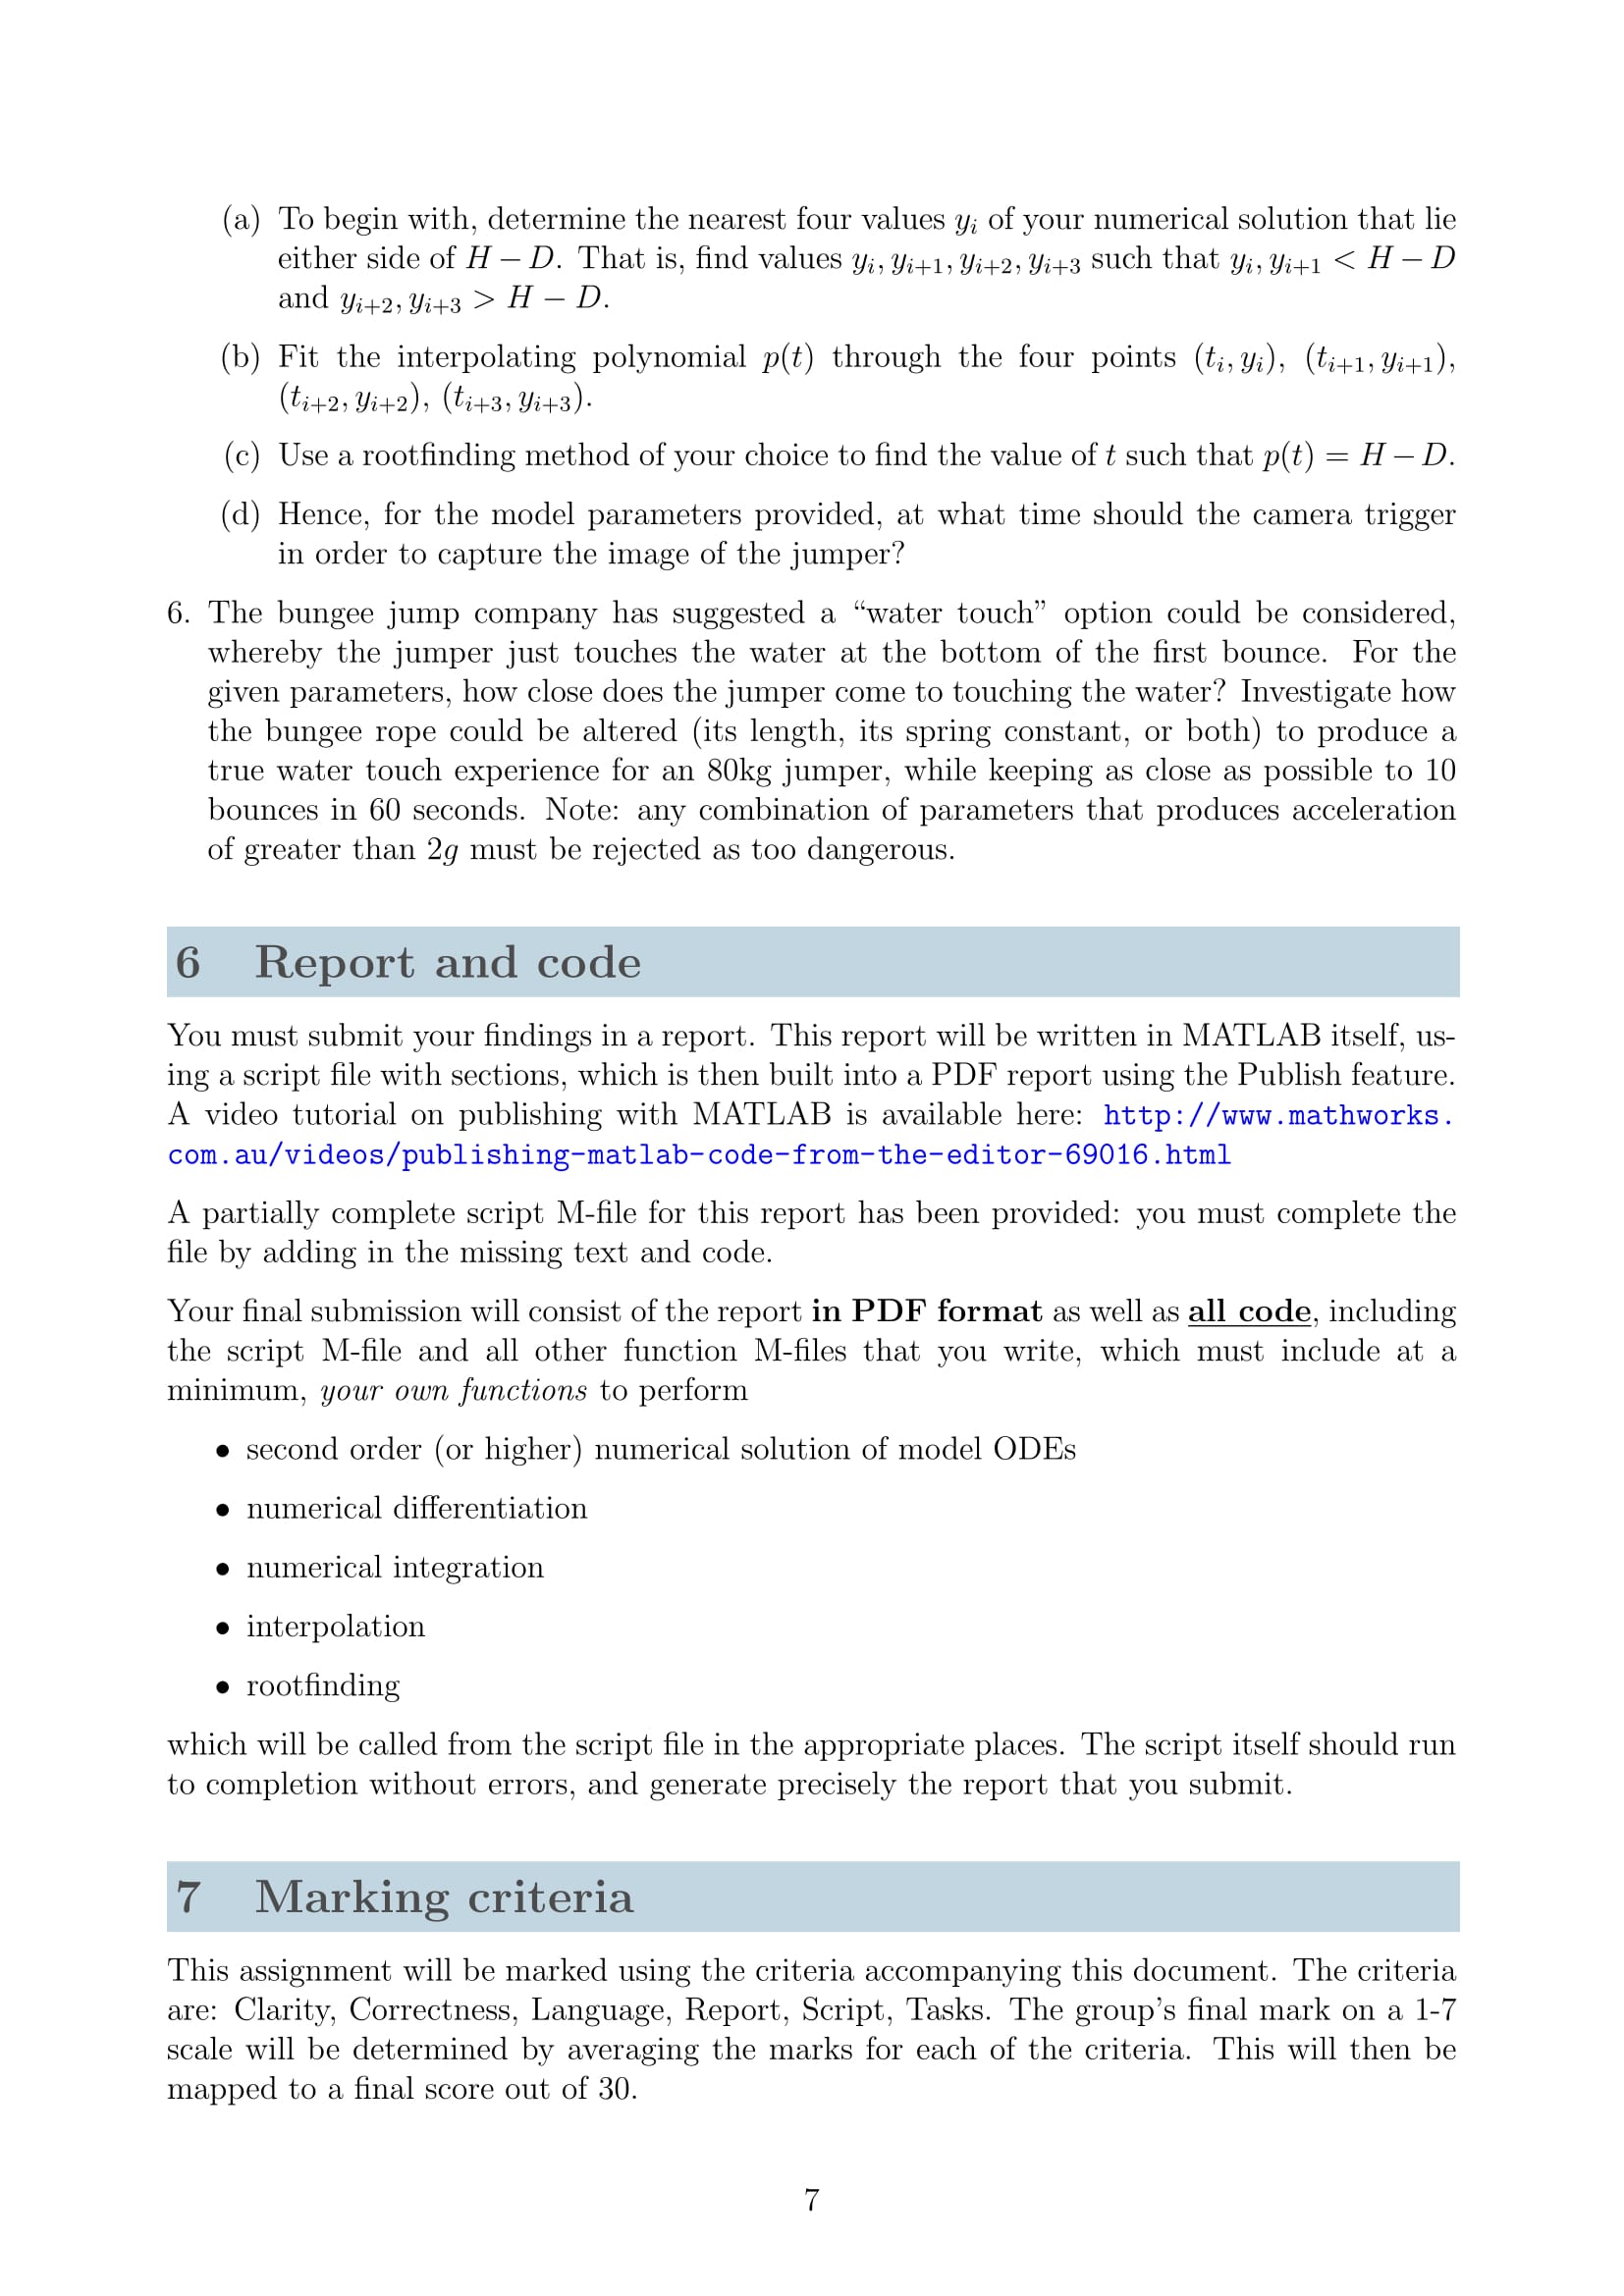 (a) To begin with, determine the nearest four values yᵢ of your numerical solution that lie
either side of H − D. That is, find values yᵢ, yᵢ₊₁, yᵢ₊₂, yᵢ₊₃ such that yᵢ, yᵢ₊₁ < H − D
and yᵢ₊₂, yᵢ₊₃ > H − D.
(b) Fit the interpolating polynomial p(t) through the four points (tᵢ, yᵢ), (tᵢ₊₁, yᵢ₊₁),
(tᵢ₊₂, yᵢ₊₂), (tᵢ₊₃, yᵢ₊₃).
(c) Use a rootfinding method of your choice to find the value of t such that p(t) = H − D.
(d) Hence, for the model parameters provided, at what time should the camera trigger
in order to capture the image of the jumper?
6. The bungee jump company has suggested a “water touch” option could be considered,
whereby the jumper just touches the water at the bottom of the first bounce. For the
given parameters, how close does the jumper come to touching the water? Investigate how
the bungee rope could be altered (its length, its spring constant, or both) to produce a
true water touch experience for an 80kg jumper, while keeping as close as possible to 10
bounces in 60 seconds. Note: any combination of parameters that produces acceleration
of greater than 2g must be rejected as too dangerous.
6 Report and code
You must submit your findings in a report. This report will be written in MATLAB itself, us-
ing a script file with sections, which is then built into a PDF report using the Publish feature.
A video tutorial on publishing with MATLAB is available here: http://www.mathworks.
com.au/videos/publishing-matlab-code-from-the-editor-69016.html
A partially complete script M-file for this report has been provided: you must complete the
file by adding in the missing text and code.
Your final submission will consist of the report in PDF format as well as all code, including
the script M-file and all other function M-files that you write, which must include at a
minimum, your own functions to perform
• second order (or higher) numerical solution of model ODEs
• numerical differentiation
• numerical integration
• interpolation
• rootfinding
which will be called from the script file in the appropriate places. The script itself should run
to completion without errors, and generate precisely the report that you submit.
7 Marking criteria
This assignment will be marked using the criteria accompanying this document. The criteria
are: Clarity, Correctness, Language, Report, Script, Tasks. The group’s final mark on a 1-7
scale will be determined by averaging the marks for each of the criteria. This will then be
mapped to a final score out of 30.
7